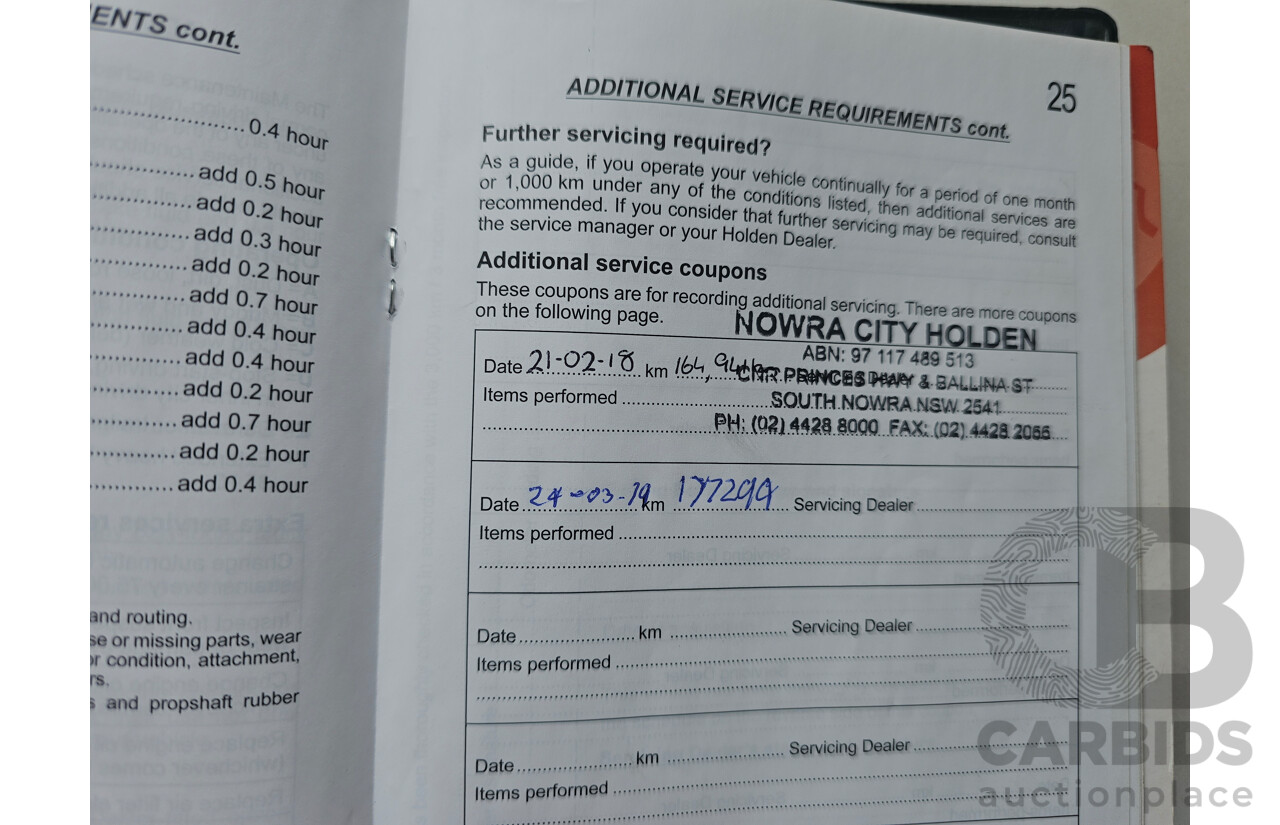 ENTS cont.
0.4 hour
add 0.5 hour
add 0.2 hour
add 0.3 hour
add 0.2 hour
add 0.7 hour
add 0.4 hour
add 0.4 hour
add 0.2 hour
add 0.7 hour
add 0.2 hour
add 0.4 hour
and routing.
se or missing parts, wear
or condition, attachment,
rs.
s and propshaft rubber
25
ADDITIONAL SERVICE REQUIREMENTS cont.
Further servicing required?
As a guide, if you operate your vehicle continually for a period of one month
or 1,000 km under any of the conditions listed, then additional services are
recommended. If you consider that further servicing may be required, consult
the service manager or your Holden Dealer.
Additional service coupons
These coupons are for recording additional servicing. There are more coupons
on the following page.
NOWRA CITY HOLDEN
ABN: 97 117 489 513
Date 21-02-18 km
CNR PRINCES HWY & BALLINA ST
Items performed
SOUTH NOWRA NSW 2541
PH: (02) 4428 8000 FAX: (02) 4428 2066
Date 24-03-19 km 177299 Servicing Dealer
Items performed
Date km Servicing Dealer
Items performed
Date km Servicing Dealer
Items performed
CB
CARBIDS
auctionplace